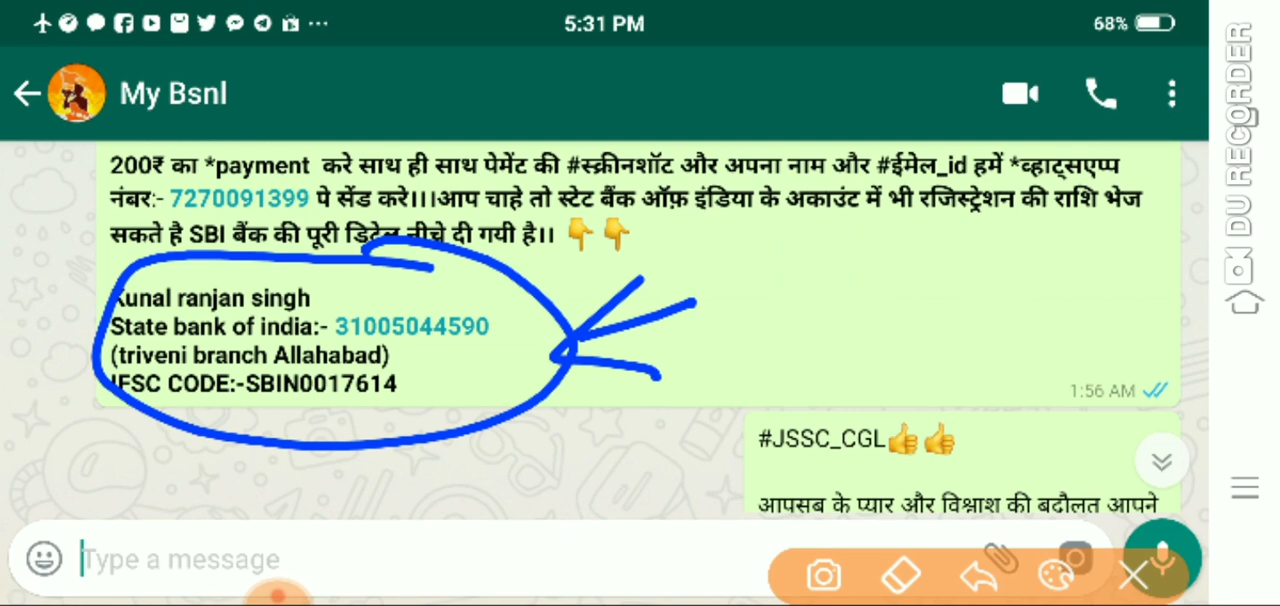 5:31 PM
68%
My Bsnl
200₹ का *payment करे साथ ही साथ पेमेंट की #स्क्रीनशॉट और अपना नाम और #ईमेल_id हमें *व्हाट्सएप्प
नंबर:- 7270091399 पे सेंड करे।।।आप चाहे तो स्टेट बैंक ऑफ़ इंडिया के अकाउंट में भी रजिस्ट्रेशन की राशि भेज
सकते है SBI बैंक की पूरी डिटेल नीचे दी गयी है।। 👇👇
Kunal ranjan singh
State bank of india:- 31005044590
(triveni branch Allahabad)
IFSC CODE:-SBIN0017614
1:56 AM
#JSSC_CGL👍👍
आपसब के प्यार और विश्वाश की बदौलत आपने
Type a message
DU RECORDER